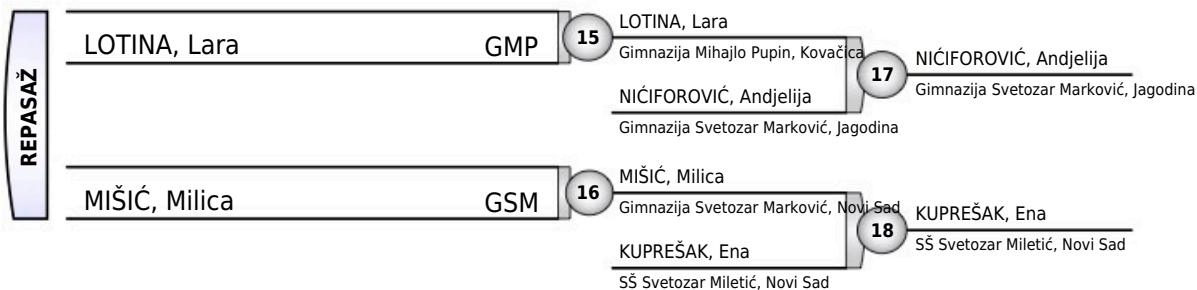 REPASAŽ
LOTINA, Lara GMP
15
LOTINA, Lara
Gimnazija Mihajlo Pupin, Kovačica
NIĆIFOROVIĆ, Andjelija
Gimnazija Svetozar Marković, Jagodina
17
NIĆIFOROVIĆ, Andjelija
Gimnazija Svetozar Marković, Jagodina
MIŠIĆ, Milica GSM
16
MIŠIĆ, Milica
Gimnazija Svetozar Marković, Novi Sad
KUPREŠAK, Ena
SŠ Svetozar Miletić, Novi Sad
18
KUPREŠAK, Ena
SŠ Svetozar Miletić, Novi Sad